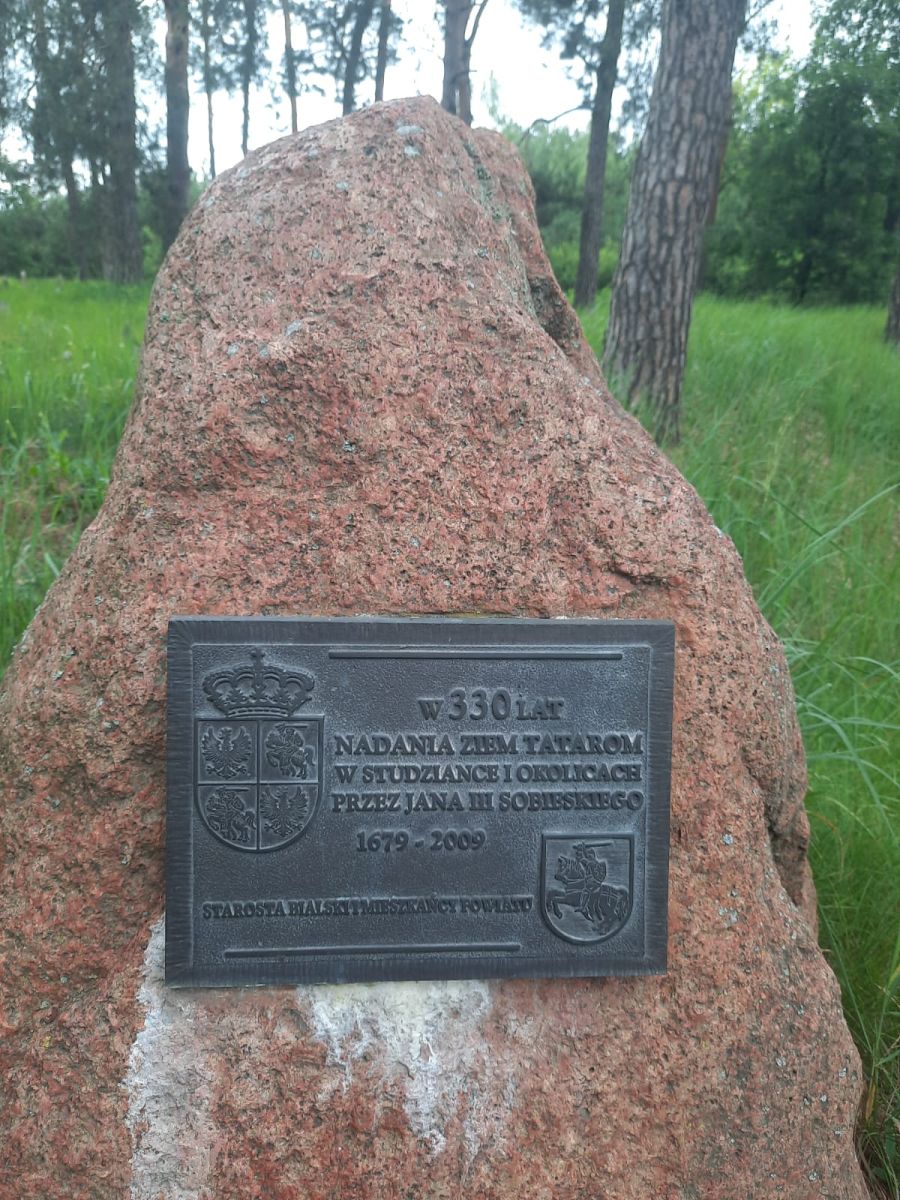 W 330 LAT
NADANIA ZIEM TATAROM
W STUDZIANCE I OKOLICACH
PRZEZ JANA III SOBIESKIEGO
1679 - 2009
STAROSTA BIALSKI I MIESZKAŃCY POWIATU